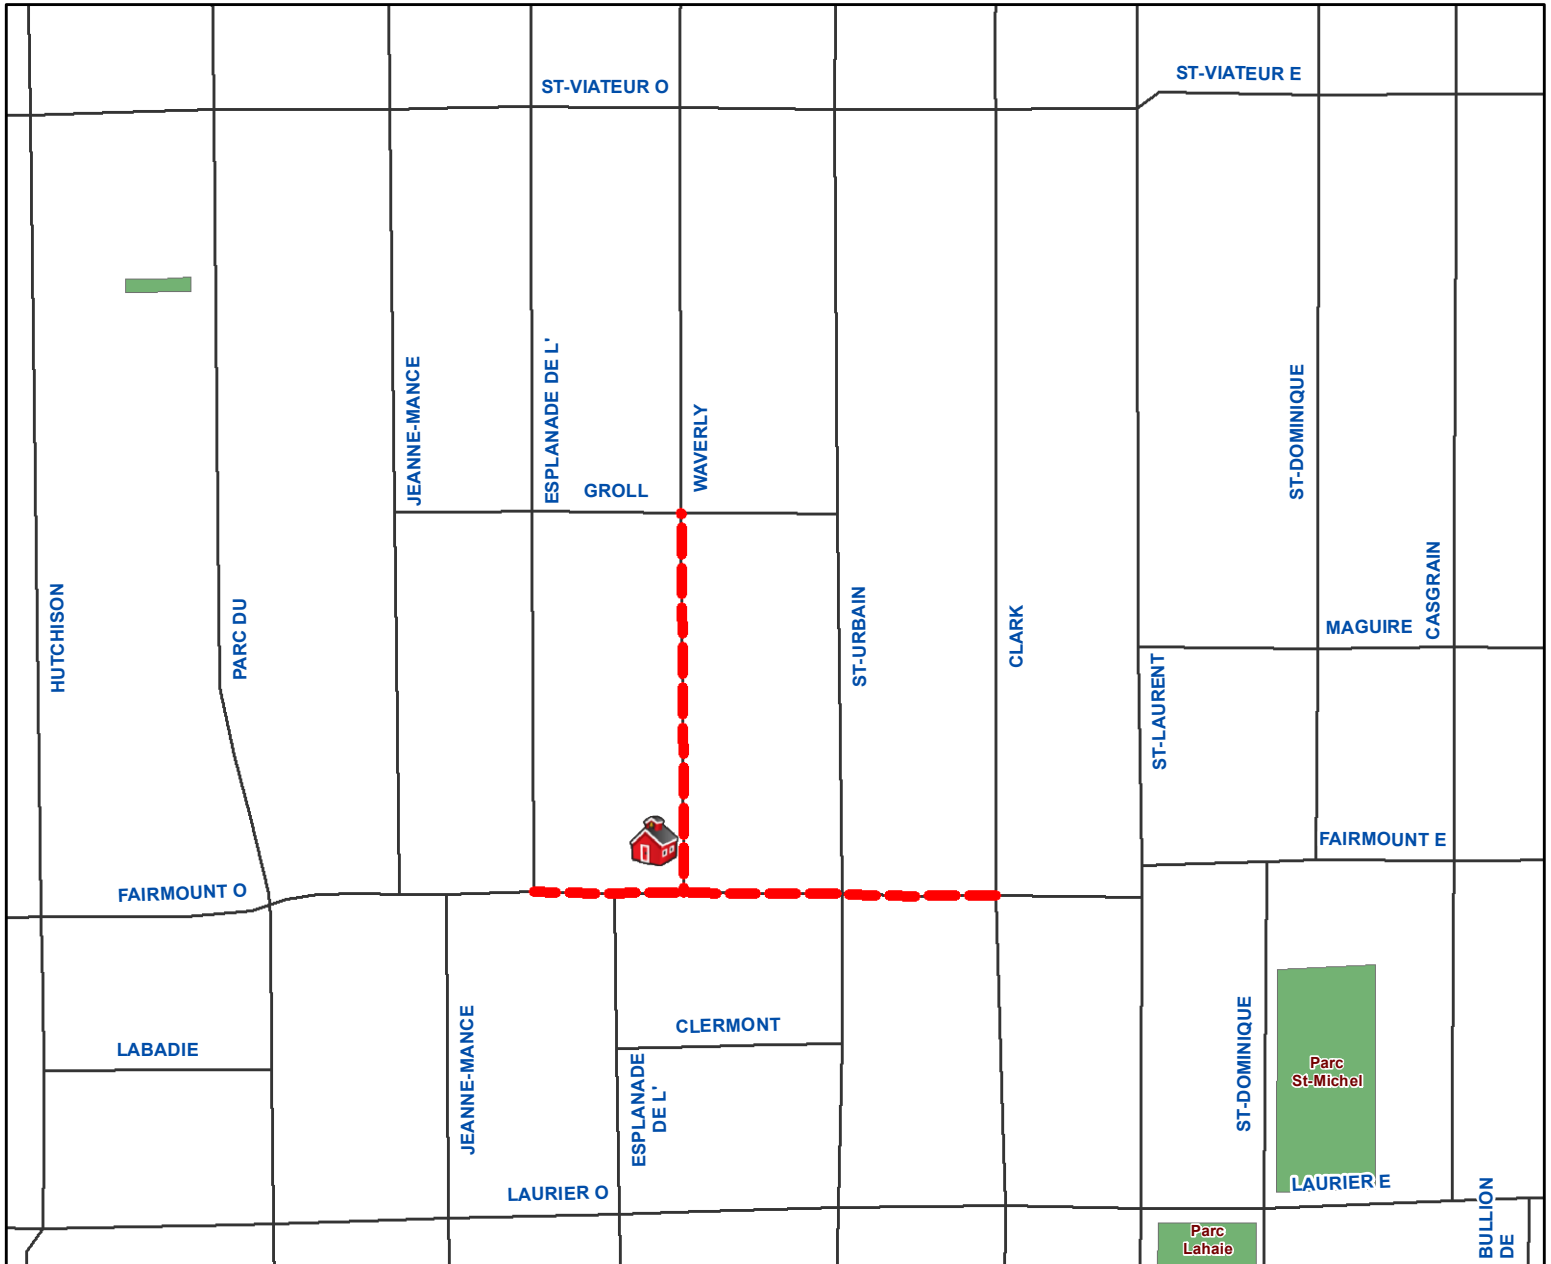 ST-VIATEUR E
ST-VIATEUR O
JEANNE-MANCE
ESPLANADE DE L'
WAVERLY
ST-DOMINIQUE
GROLL
HUTCHISON
PARC DU
ST-URBAIN
CLARK
CASGRAIN
MAGUIRE
ST-LAURENT
FAIRMOUNT E
FAIRMOUNT O
LABADIE
JEANNE-MANCE
CLERMONT
ESPLANADE
DE L'
ST-DOMINIQUE
Parc
St-Michel
LAURIER O
LAURIER E
BULLION
DE
Parc
Lahaie